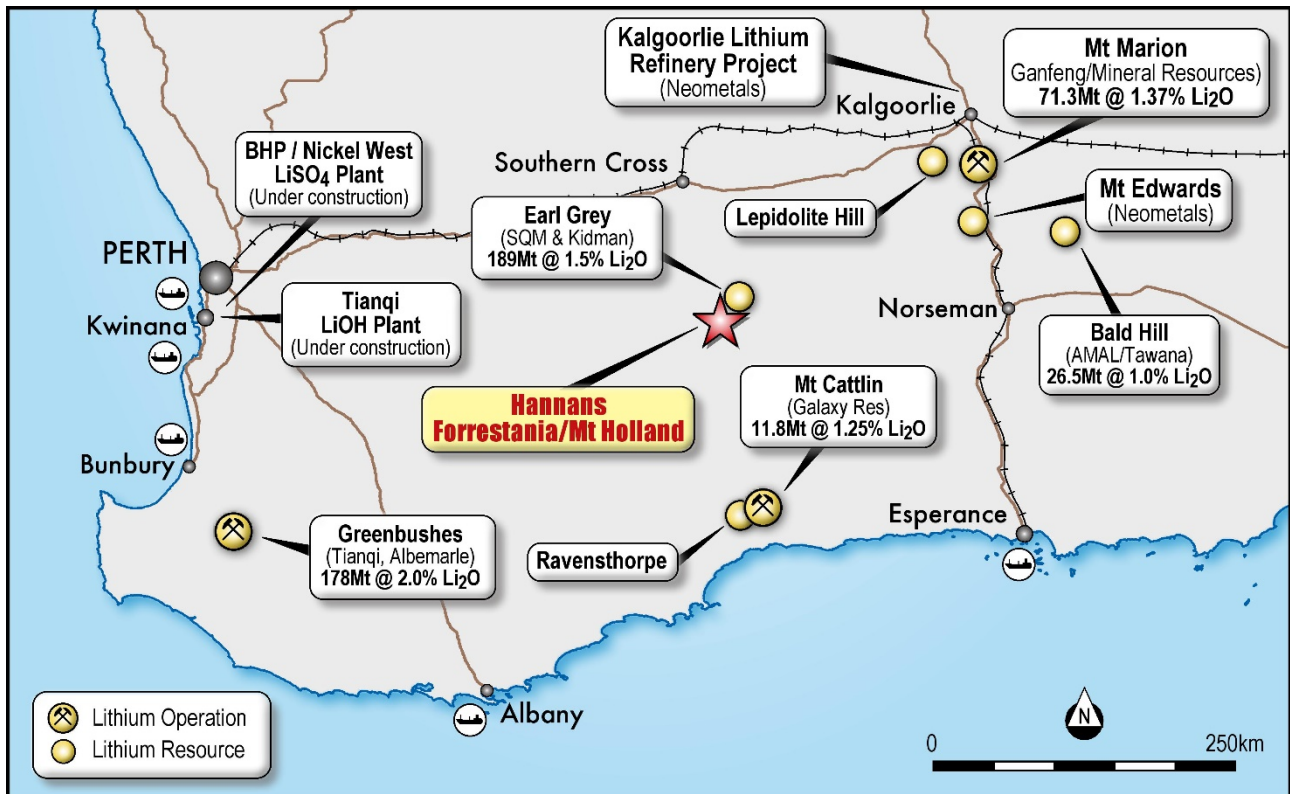 Kalgoorlie Lithium
Refinery Project
(Neometals)
Mt Marion
Ganfeng/Mineral Resources)
71.3Mt @ 1.37% Li₂O
Kalgoorlie
BHP / Nickel West
LiSO₄ Plant
(Under construction)
Southern Cross
Lepidolite Hill
Mt Edwards
(Neometals)
Earl Grey
(SQM & Kidman)
189Mt @ 1.5% Li₂O
PERTH
Kwinana
Tianqi
LiOH Plant
(Under construction)
Norseman
Bald Hill
(AMAL/Tawana)
26.5Mt @ 1.0% Li₂O
Hannans
Forrestania/Mt Holland
Mt Cattlin
(Galaxy Res)
11.8Mt @ 1.25% Li₂O
Bunbury
Greenbushes
(Tianqi, Albemarle)
178Mt @ 2.0% Li₂O
Ravensthorpe
Esperance
Albany
Lithium Operation
Lithium Resource
N
0 250km